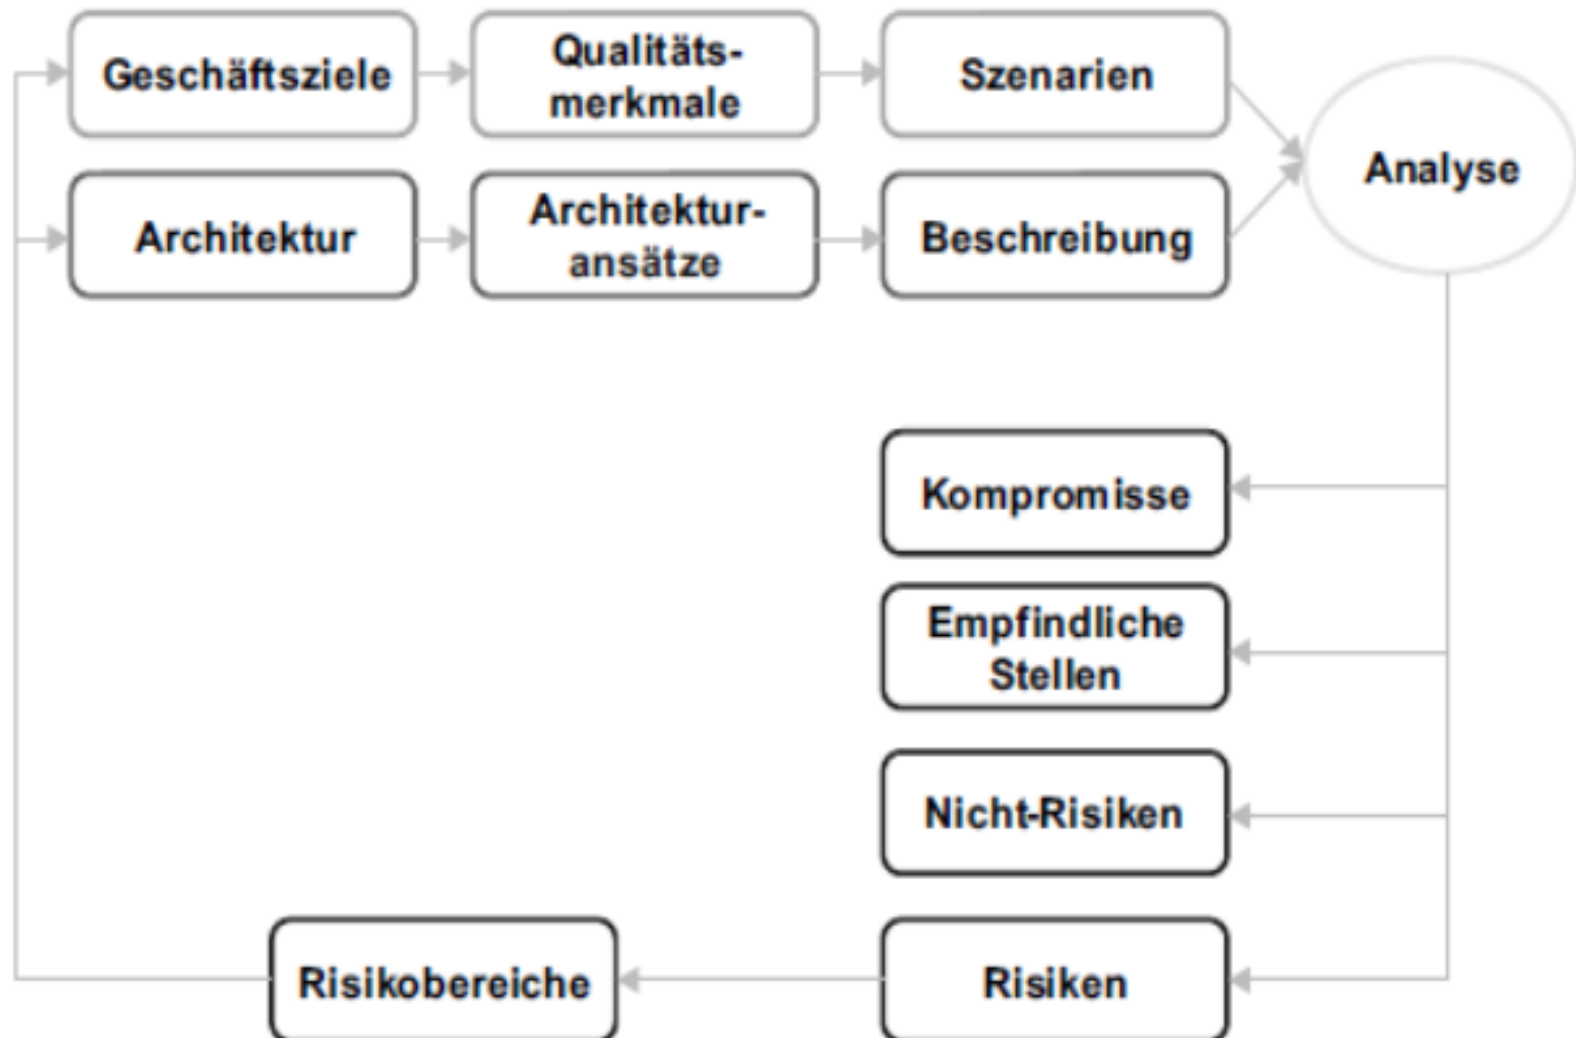 Geschäftsziele
Qualitäts-
merkmale
Szenarien
Analyse
Architektur
Architektur-
ansätze
Beschreibung
Kompromisse
Empfindliche
Stellen
Nicht-Risiken
Risikobereiche
Risiken